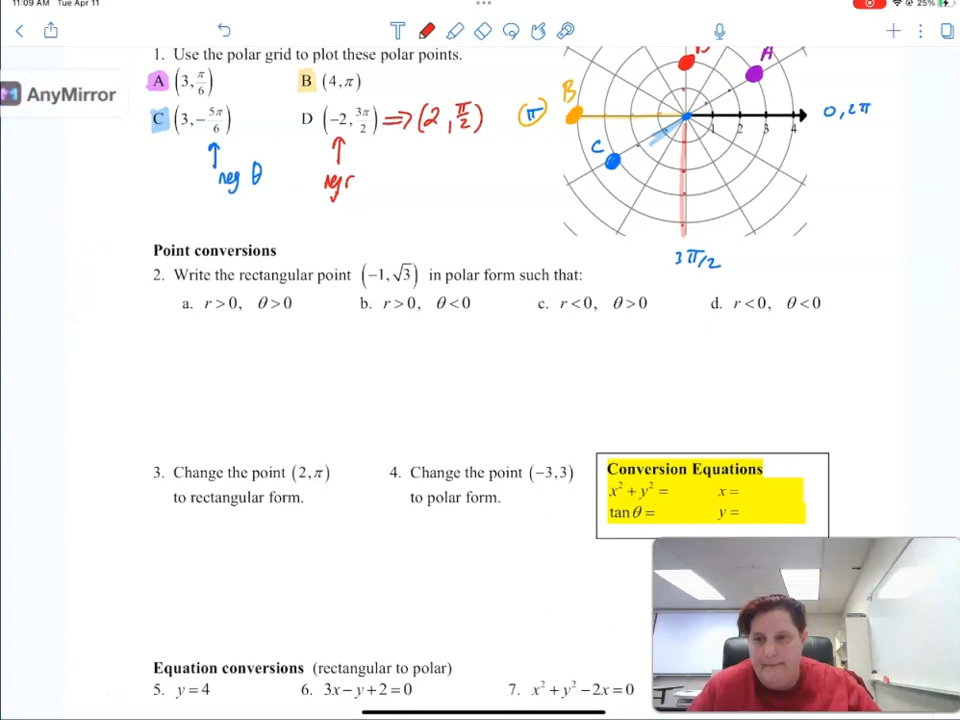 11:09 AM Tue Apr 11
25%
1. Use the polar grid to plot these polar points.
A (3, π/6) B (4, π)
C (3, −5π/6) D (−2, 3π/2) ⇒ (2, π/2)
neg θ neg r
AnyMirror
A
B
π
C
1 2 3 4
0, 2π
3π/2
Point conversions
2. Write the rectangular point (−1, √3) in polar form such that:
a. r > 0, θ > 0 b. r > 0, θ < 0 c. r < 0, θ > 0 d. r < 0, θ < 0
3. Change the point (2, π) to rectangular form.
4. Change the point (−3, 3) to polar form.
Conversion Equations
x² + y² = x =
tan θ = y =
Equation conversions (rectangular to polar)
5. y = 4 6. 3x − y + 2 = 0 7. x² + y² − 2x = 0